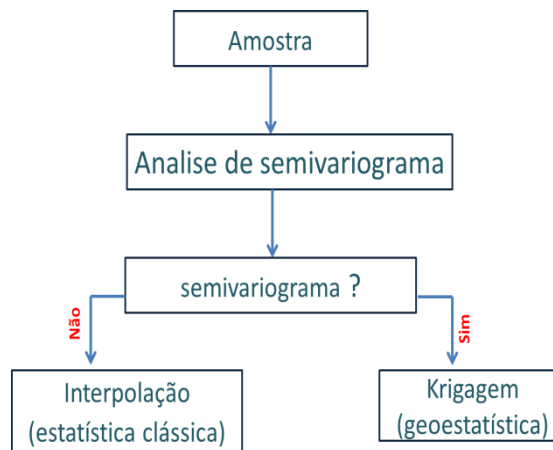 Amostra
Analise de semivariograma
semivariograma ?
Não
Sim
Interpolação
(estatística clássica)
Krigagem
(geoestatística)